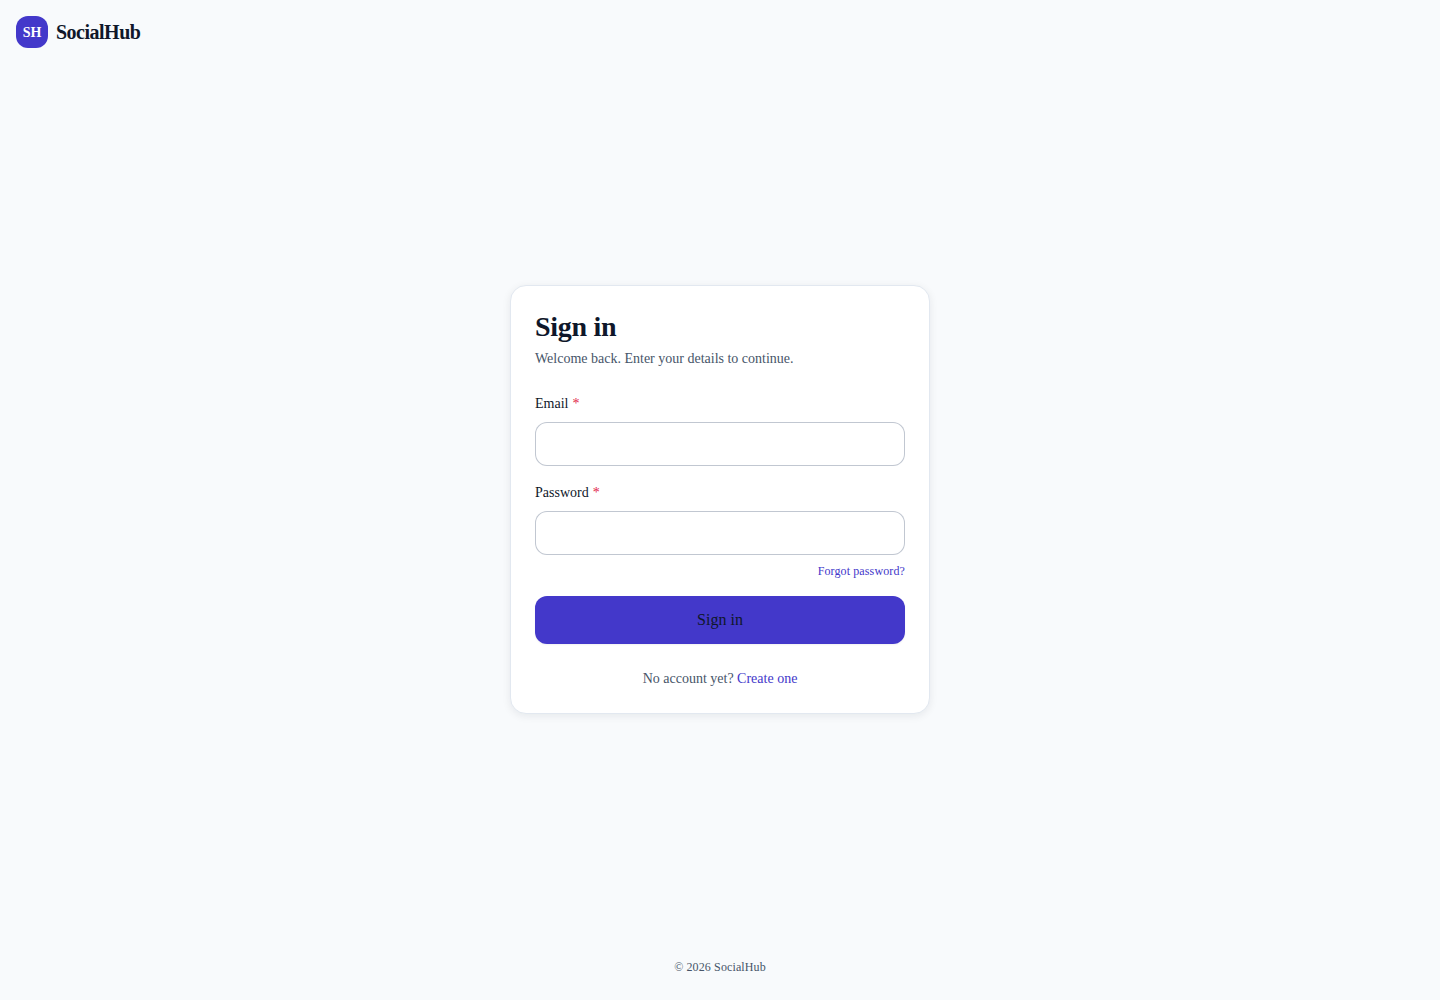 SH SocialHub
Sign in
Welcome back. Enter your details to continue.
Email *
Password *
Forgot password?
Sign in
No account yet? Create one
© 2026 SocialHub